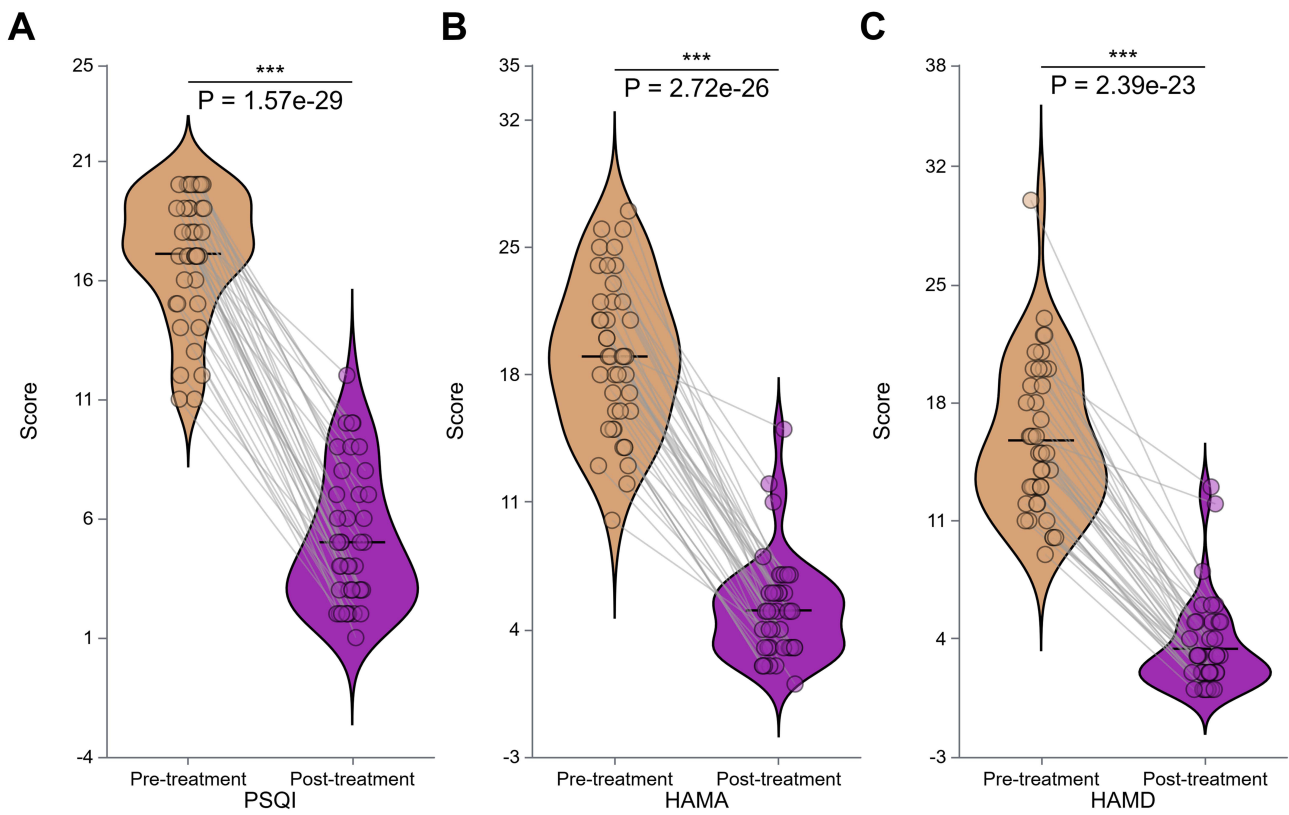 A
Score
25
21
16
11
6
1
-4
***
P = 1.57e-29
Pre-treatment
Post-treatment
PSQI
B
Score
35
32
25
18
11
4
-3
***
P = 2.72e-26
Pre-treatment
Post-treatment
HAMA
C
Score
38
32
25
18
11
4
-3
***
P = 2.39e-23
Pre-treatment
Post-treatment
HAMD